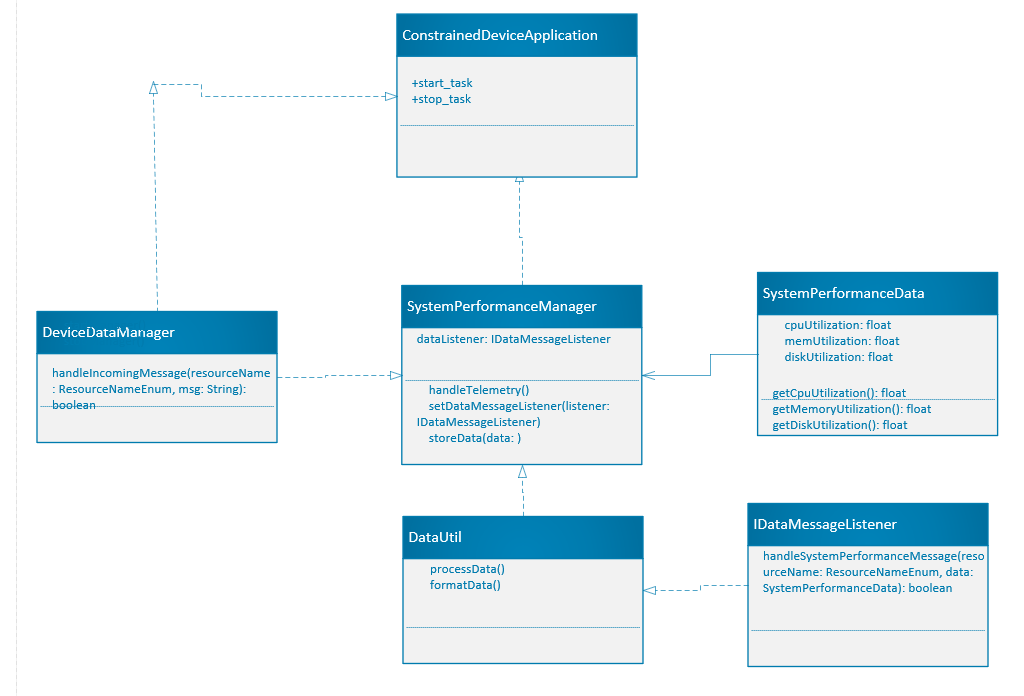 ConstrainedDeviceApplication
+start_task
+stop_task
SystemPerformanceManager
dataListener: IDataMessageListener
handleTelemetry()
setDataMessageListener(listener:
IDataMessageListener)
storeData(data: )
SystemPerformanceData
cpuUtilization: float
memUtilization: float
diskUtilization: float
getCpuUtilization(): float
getMemoryUtilization(): float
getDiskUtilization(): float
DeviceDataManager
handleIncomingMessage(resourceName
: ResourceNameEnum, msg: String):
boolean
DataUtil
processData()
formatData()
IDataMessageListener
handleSystemPerformanceMessage(reso
urceName: ResourceNameEnum, data:
SystemPerformanceData): boolean